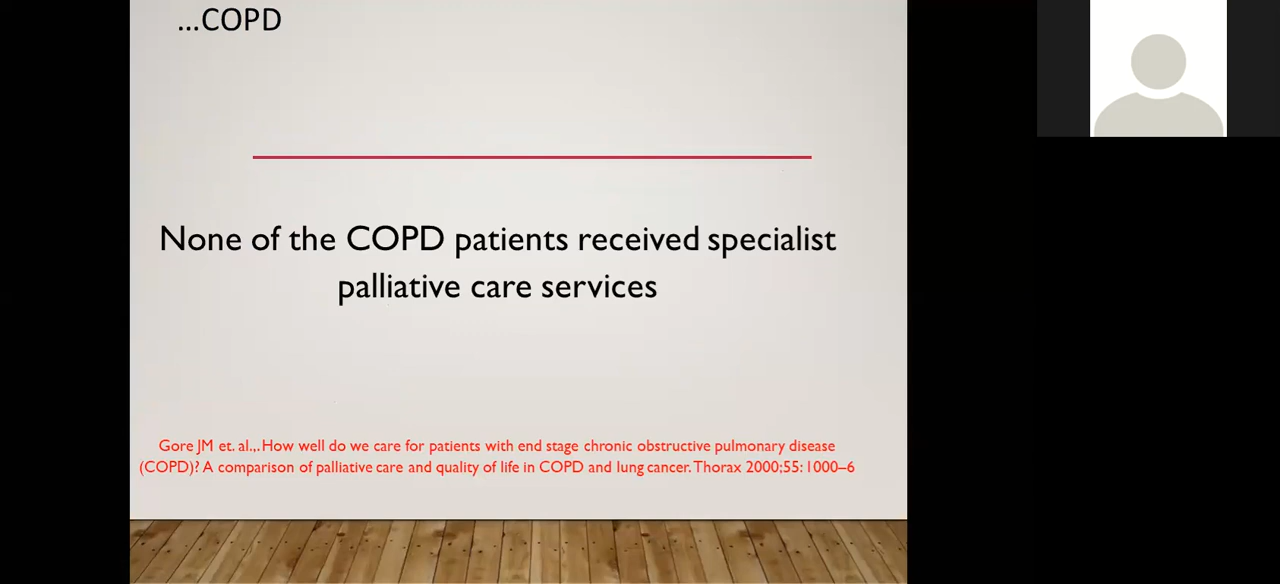 ...COPD
None of the COPD patients received specialist
palliative care services
Gore JM et. al.,. How well do we care for patients with end stage chronic obstructive pulmonary disease
(COPD)? A comparison of palliative care and quality of life in COPD and lung cancer. Thorax 2000;55: 1000–6